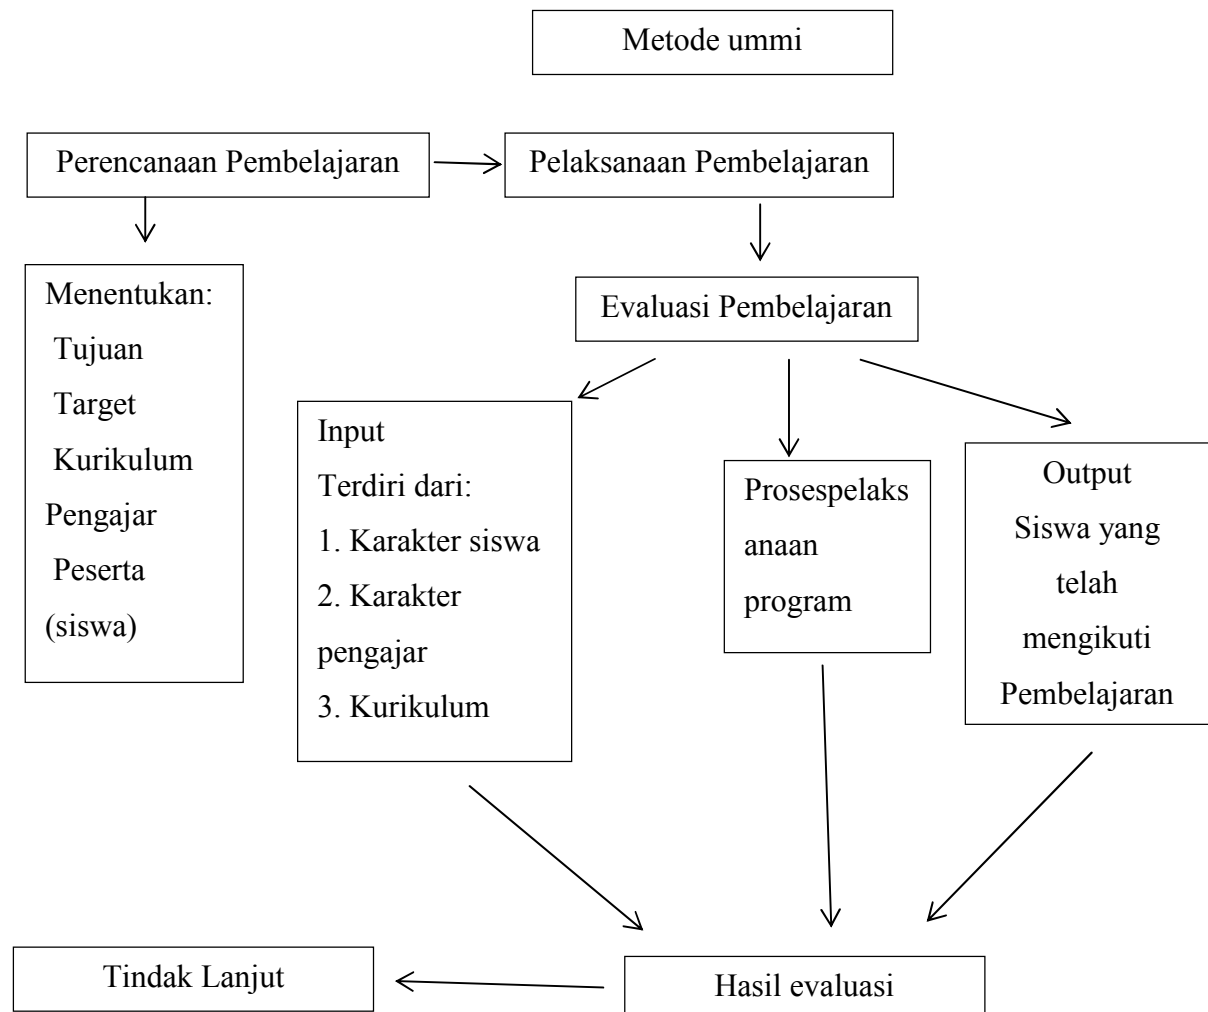 Metode ummi
Perencanaan Pembelajaran
Pelaksanaan Pembelajaran
Menentukan:
Tujuan
Target
Kurikulum
Pengajar
Peserta
(siswa)
Evaluasi Pembelajaran
Input
Terdiri dari:
1. Karakter siswa
2. Karakter
pengajar
3. Kurikulum
Prosespelaks
anaan
program
Output
Siswa yang
telah
mengikuti
Pembelajaran
Tindak Lanjut
Hasil evaluasi